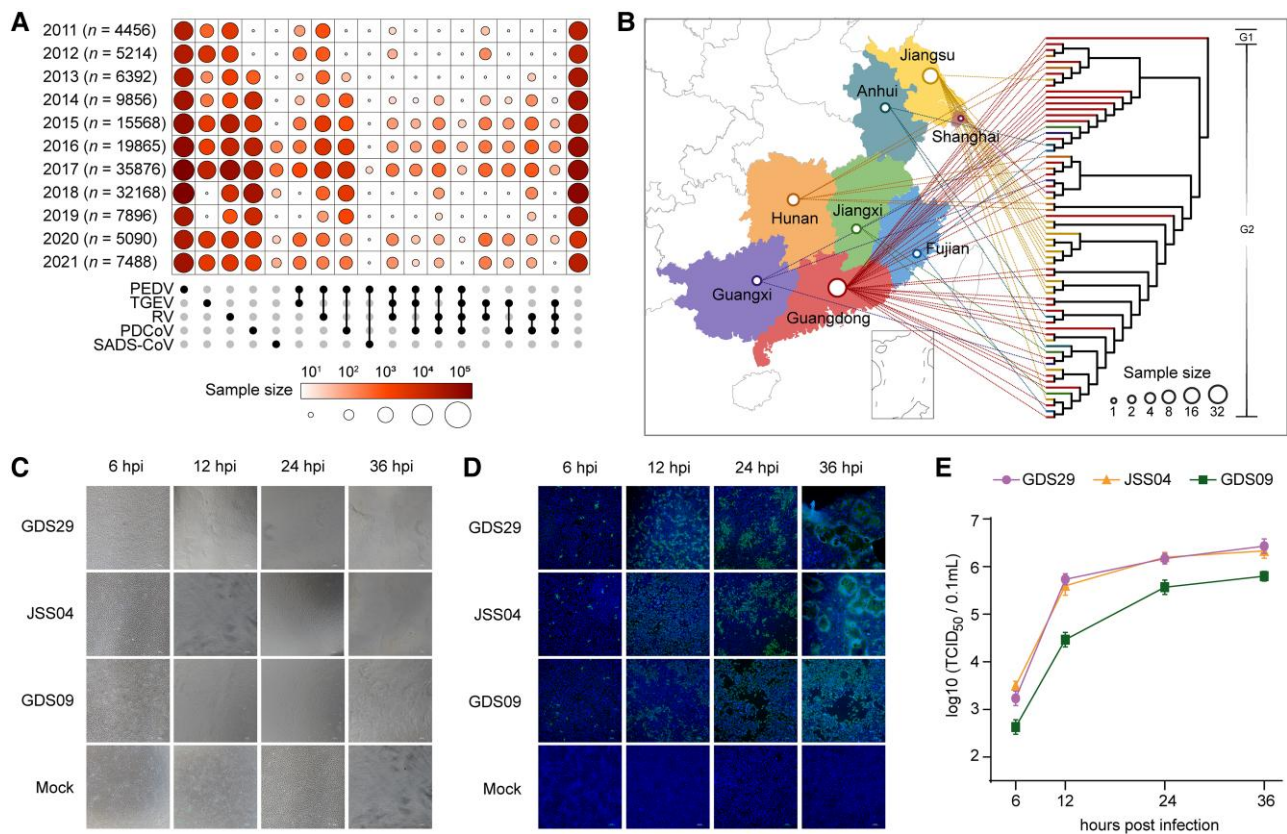 A
2011 (n = 4456)
2012 (n = 5214)
2013 (n = 6392)
2014 (n = 9856)
2015 (n = 15568)
2016 (n = 19865)
2017 (n = 35876)
2018 (n = 32168)
2019 (n = 7896)
2020 (n = 5090)
2021 (n = 7488)
PEDV
TGEV
RV
PDCoV
SADS-CoV
10¹ 10² 10³ 10⁴ 10⁵
Sample size
B
Jiangsu
Anhui
Shanghai
Hunan
Jiangxi
Fujian
Guangxi
Guangdong
G1
G2
Sample size
1 2 4 8 16 32
C
6 hpi 12 hpi 24 hpi 36 hpi
GDS29
JSS04
GDS09
Mock
D
6 hpi 12 hpi 24 hpi 36 hpi
GDS29
JSS04
GDS09
Mock
E
GDS29 JSS04 GDS09
log10 (TCID₅₀ / 0.1mL)
7
6
5
4
3
2
6 12 24 36
hours post infection